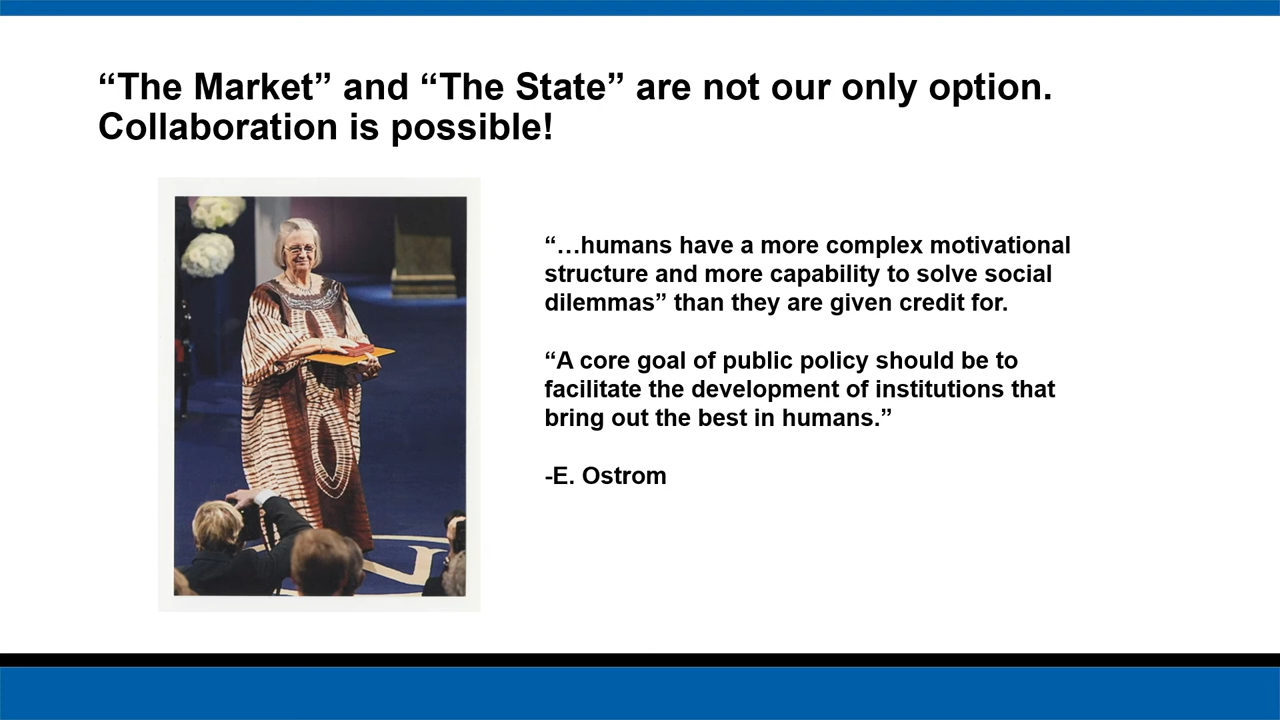 “The Market” and “The State” are not our only option.
Collaboration is possible!
“…humans have a more complex motivational
structure and more capability to solve social
dilemmas” than they are given credit for.
“A core goal of public policy should be to
facilitate the development of institutions that
bring out the best in humans.”
-E. Ostrom